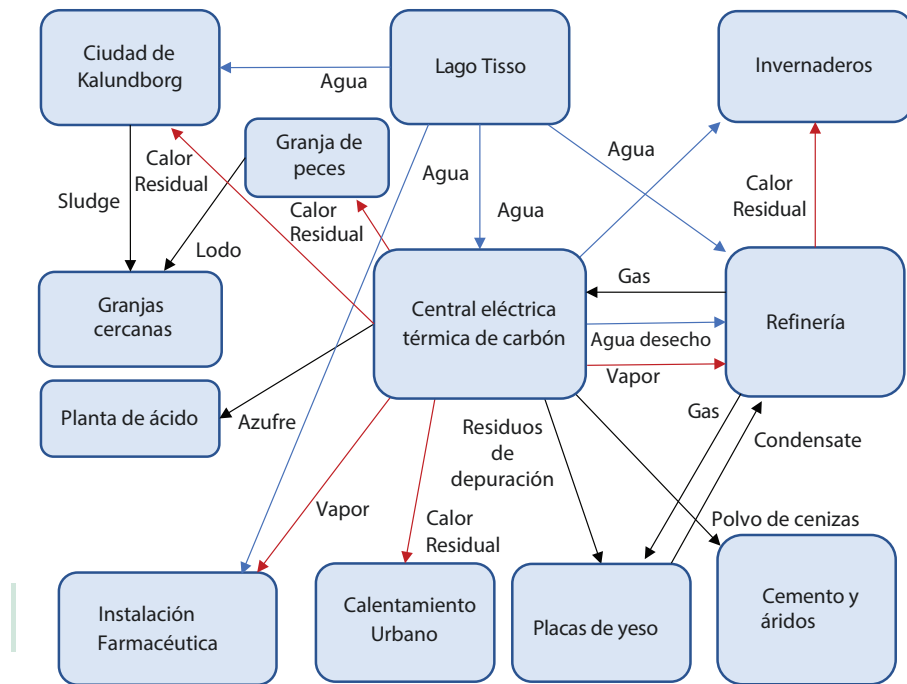 Ciudad de
Kalundborg
Agua
Lago Tisso
Invernaderos
Granja de
peces
Calor
Residual
Agua
Agua
Sludge
Calor
Residual
Agua
Calor
Residual
Lodo
Granjas
cercanas
Central eléctrica
térmica de carbón
Gas
Agua desecho
Vapor
Refinería
Planta de ácido
Azufre
Residuos
de
depuración
Gas
Condensate
Vapor
Calor
Residual
Polvo de cenizas
Instalación
Farmacéutica
Calentamiento
Urbano
Placas de yeso
Cemento y
áridos